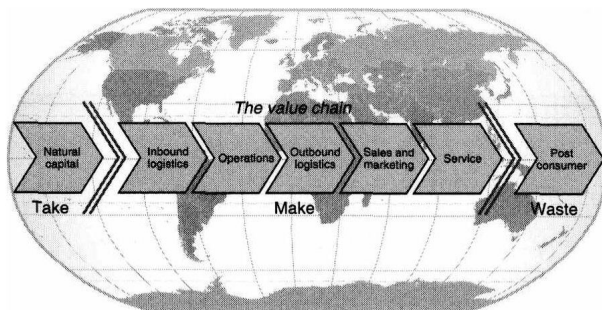 The value chain
Natural
capital
Inbound
logistics
Operations
Outbound
logistics
Sales and
marketing
Service
Post
consumer
Take
Make
Waste